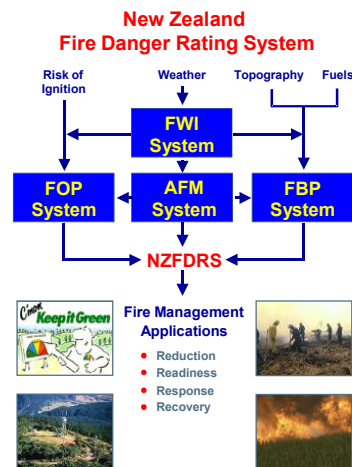 New Zealand
Fire Danger Rating System
Risk of
Ignition
Weather
Topography
Fuels
FWI
System
FOP
System
AFM
System
FBP
System
NZFDRS
C'mon
Keep it Green
Fire Management
Applications
• Reduction
• Readiness
• Response
• Recovery